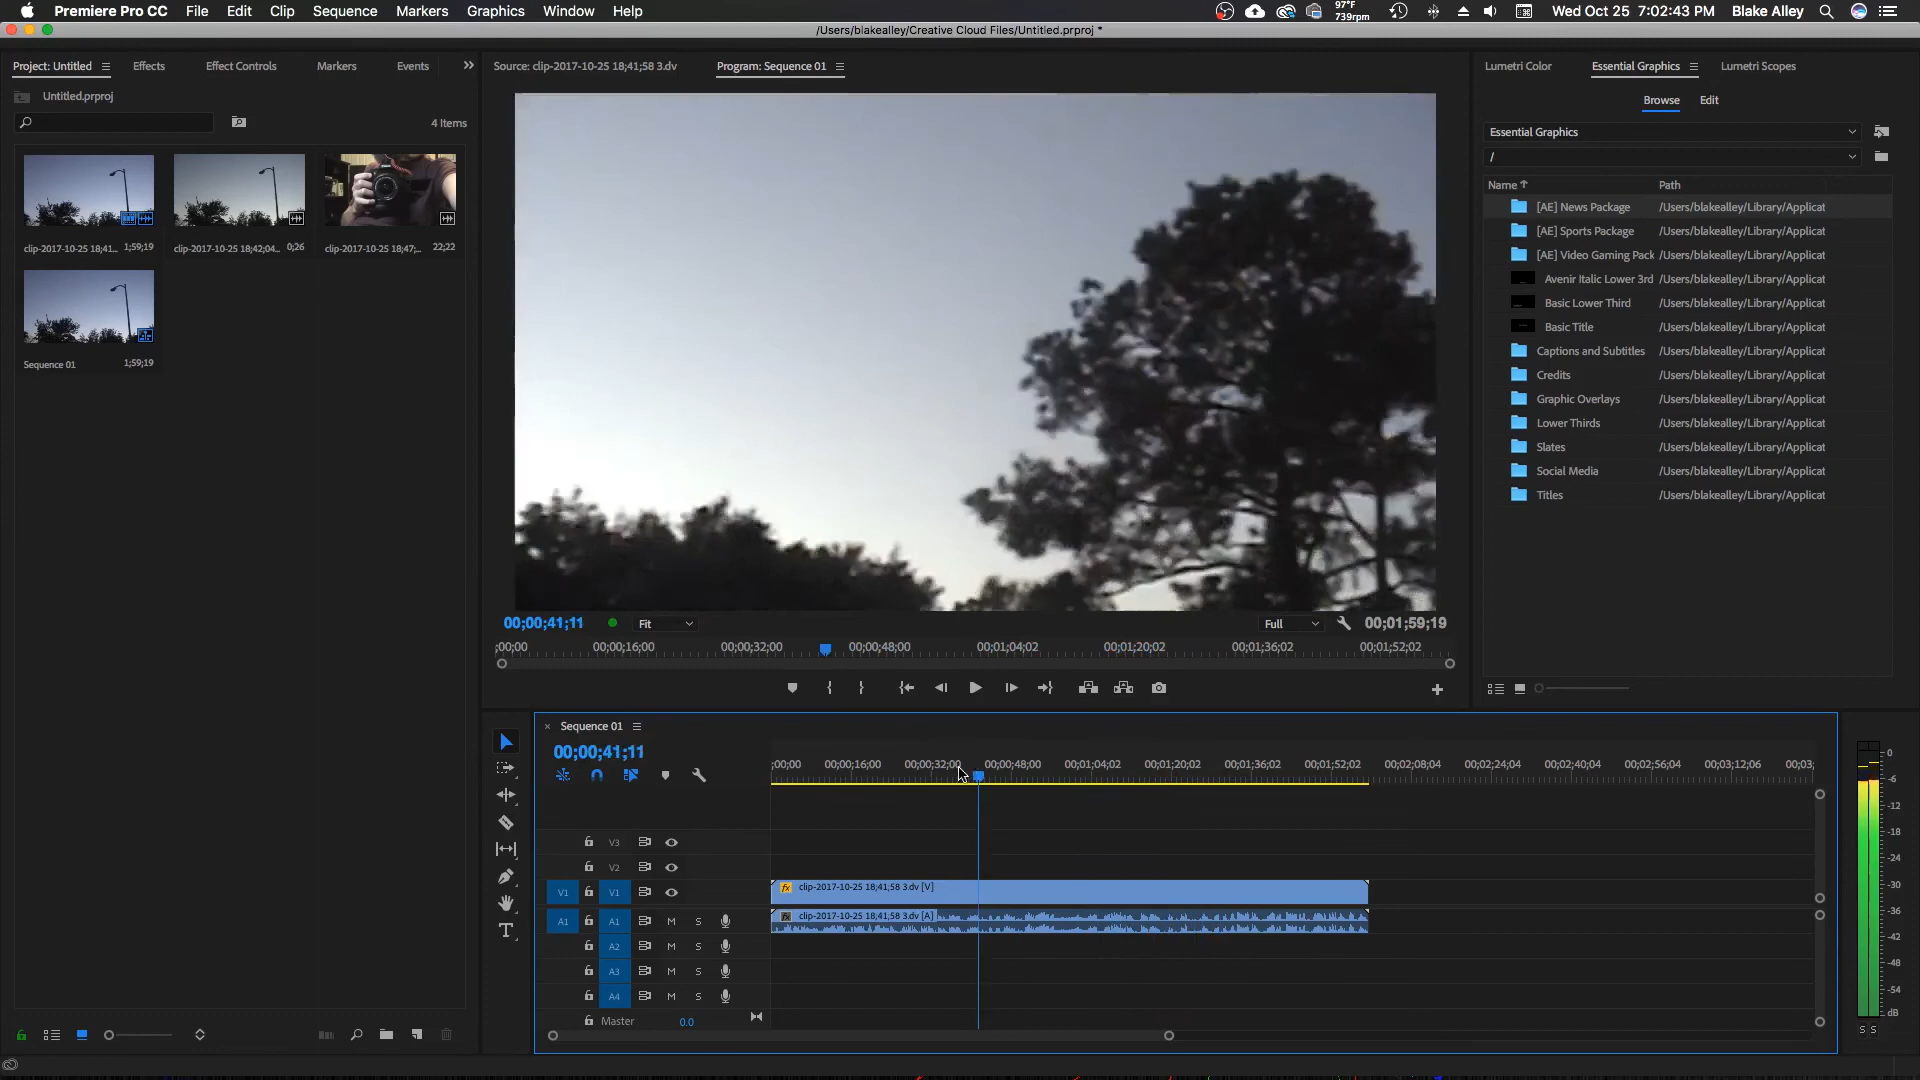 Premiere Pro CC File Edit Clip Sequence Markers Graphics Window Help 97°F 739rpm Wed Oct 25 7:02:43 PM Blake Alley
/Users/blakealley/Creative Cloud Files/Untitled.prproj *
Project: Untitled Effects Effect Controls Markers Events
Untitled.prproj
4 Items
clip-2017-10-25 18;41... 1;59;19
clip-2017-10-25 18;42;04... 0;26
clip-2017-10-25 18;47;... 22;22
Sequence 01 1;59;19
Source: clip-2017-10-25 18;41;58 3.dv Program: Sequence 01
00;00;41;11 Fit Full 00;01;59;19
;00;00 00;00;16;00 00;00;32;00 00;00;48;00 00;01;04;02 00;01;20;02 00;01;36;02 00;01;52;02
Lumetri Color Essential Graphics Lumetri Scopes
Browse Edit
Essential Graphics
/
Name Path
[AE] News Package /Users/blakealley/Library/Applicat
[AE] Sports Package /Users/blakealley/Library/Applicat
[AE] Video Gaming Pack /Users/blakealley/Library/Applicat
Avenir Italic Lower 3rd /Users/blakealley/Library/Applicat
Basic Lower Third /Users/blakealley/Library/Applicat
Basic Title /Users/blakealley/Library/Applicat
Captions and Subtitles /Users/blakealley/Library/Applicat
Credits /Users/blakealley/Library/Applicat
Graphic Overlays /Users/blakealley/Library/Applicat
Lower Thirds /Users/blakealley/Library/Applicat
Slates /Users/blakealley/Library/Applicat
Social Media /Users/blakealley/Library/Applicat
Titles /Users/blakealley/Library/Applicat
Sequence 01
00;00;41;11
;00;00 00;00;16;00 00;00;32;00 00;00;48;00 00;01;04;02 00;01;20;02 00;01;36;02 00;01;52;02 00;02;08;04 00;02;24;04 00;02;40;04 00;02;56;04 00;03;12;06 00;03;
V3
V2
V1 V1 fx clip-2017-10-25 18;41;58 3.dv [V]
A1 A1 M S fx clip-2017-10-25 18;41;58 3.dv [A]
A2 M S
A3 M S
A4 M S
Master 0.0
0
-6
-12
-18
-24
-30
-36
-42
-48
-54
dB
S S